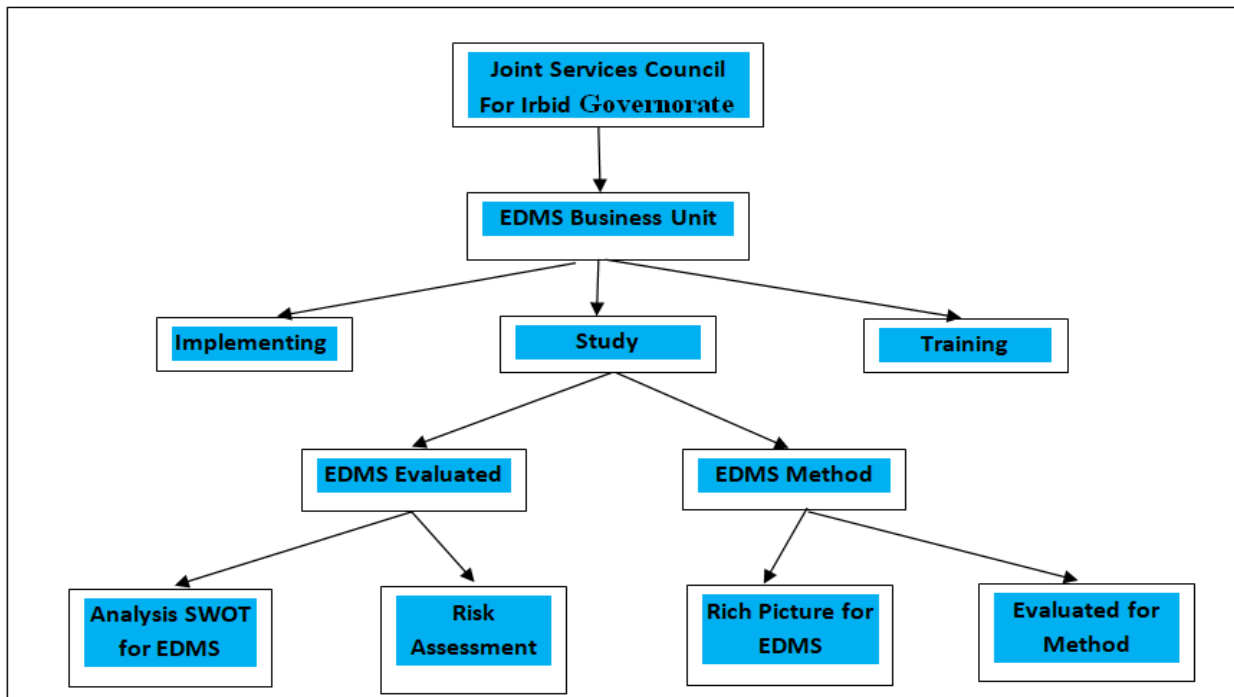 Joint Services Council
For Irbid Governorate
EDMS Business Unit
Implementing
Study
Training
EDMS Evaluated
EDMS Method
Analysis SWOT
for EDMS
Risk
Assessment
Rich Picture for
EDMS
Evaluated for
Method